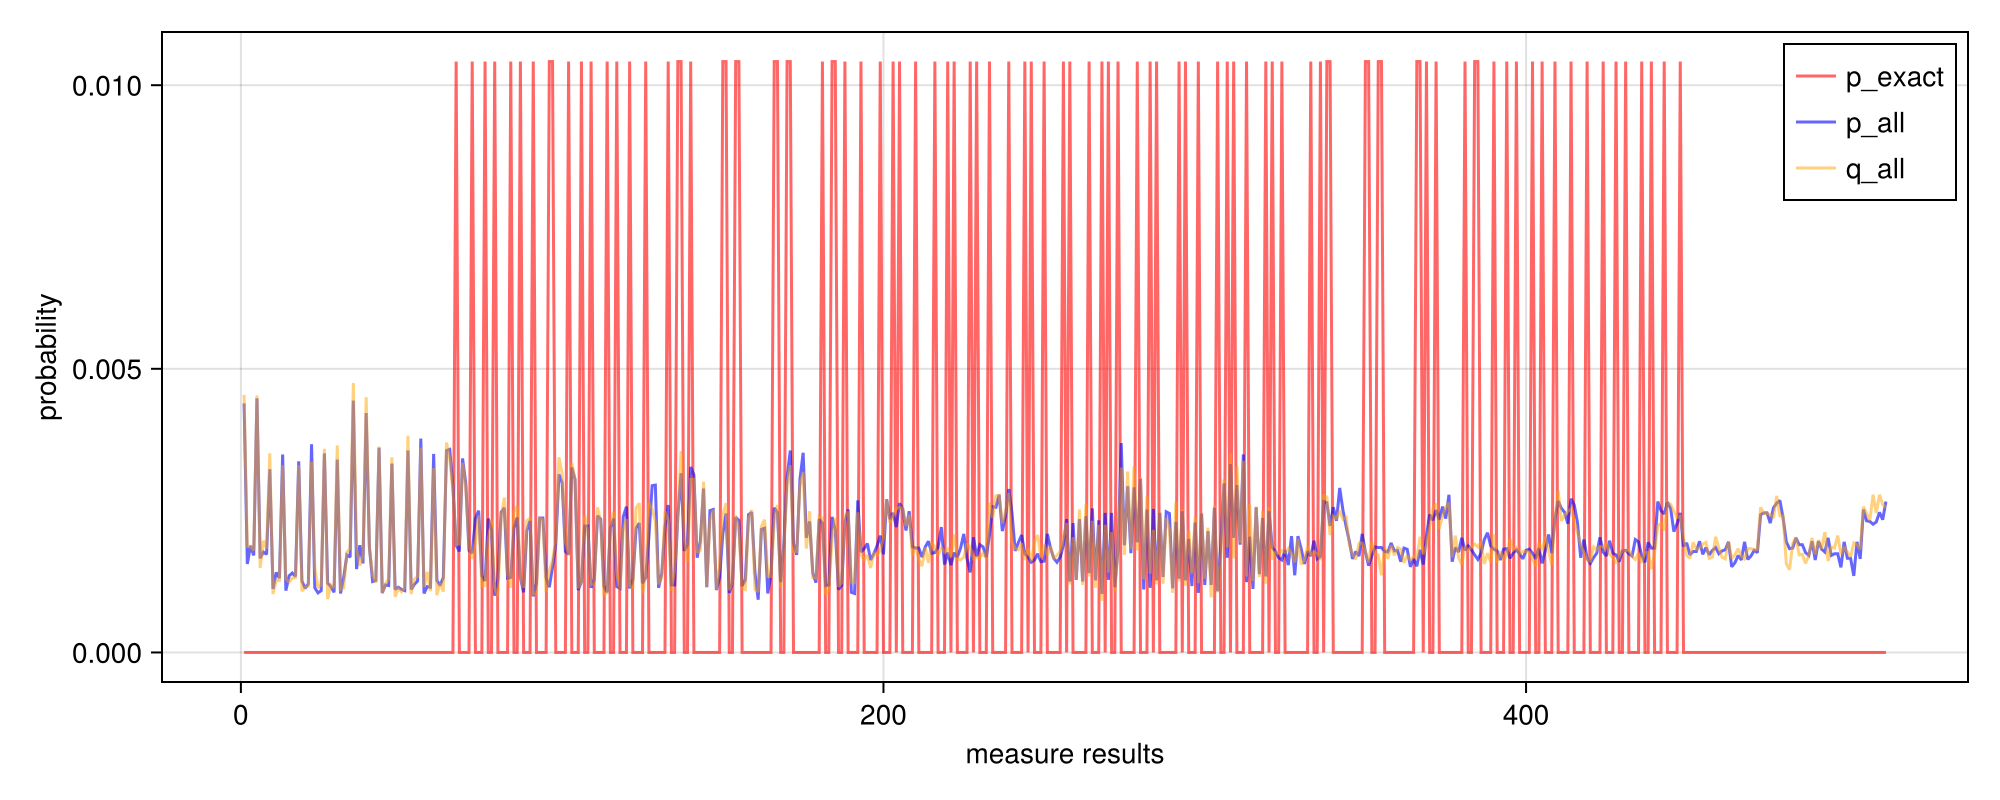 0.010
0.005
0.000
probability
p_exact
p_all
q_all
0
200
400
measure results